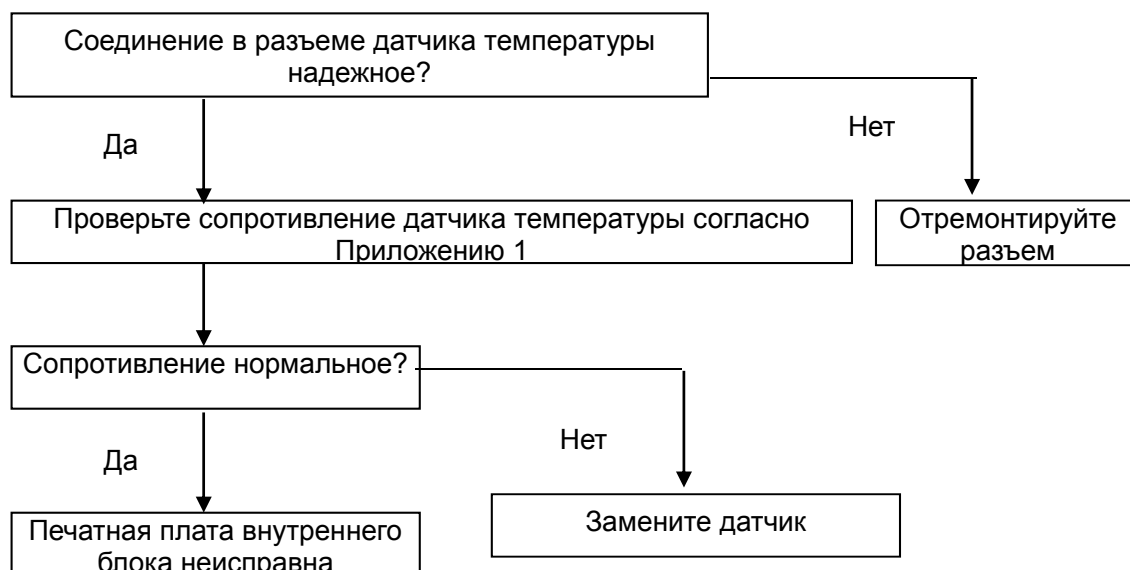 Соединение в разъеме датчика температуры
надежное?
Да
Нет
Проверьте сопротивление датчика температуры согласно
Приложению 1
Отремонтируйте
разъем
Сопротивление нормальное?
Да
Нет
Замените датчик
Печатная плата внутреннего
блока неисправна